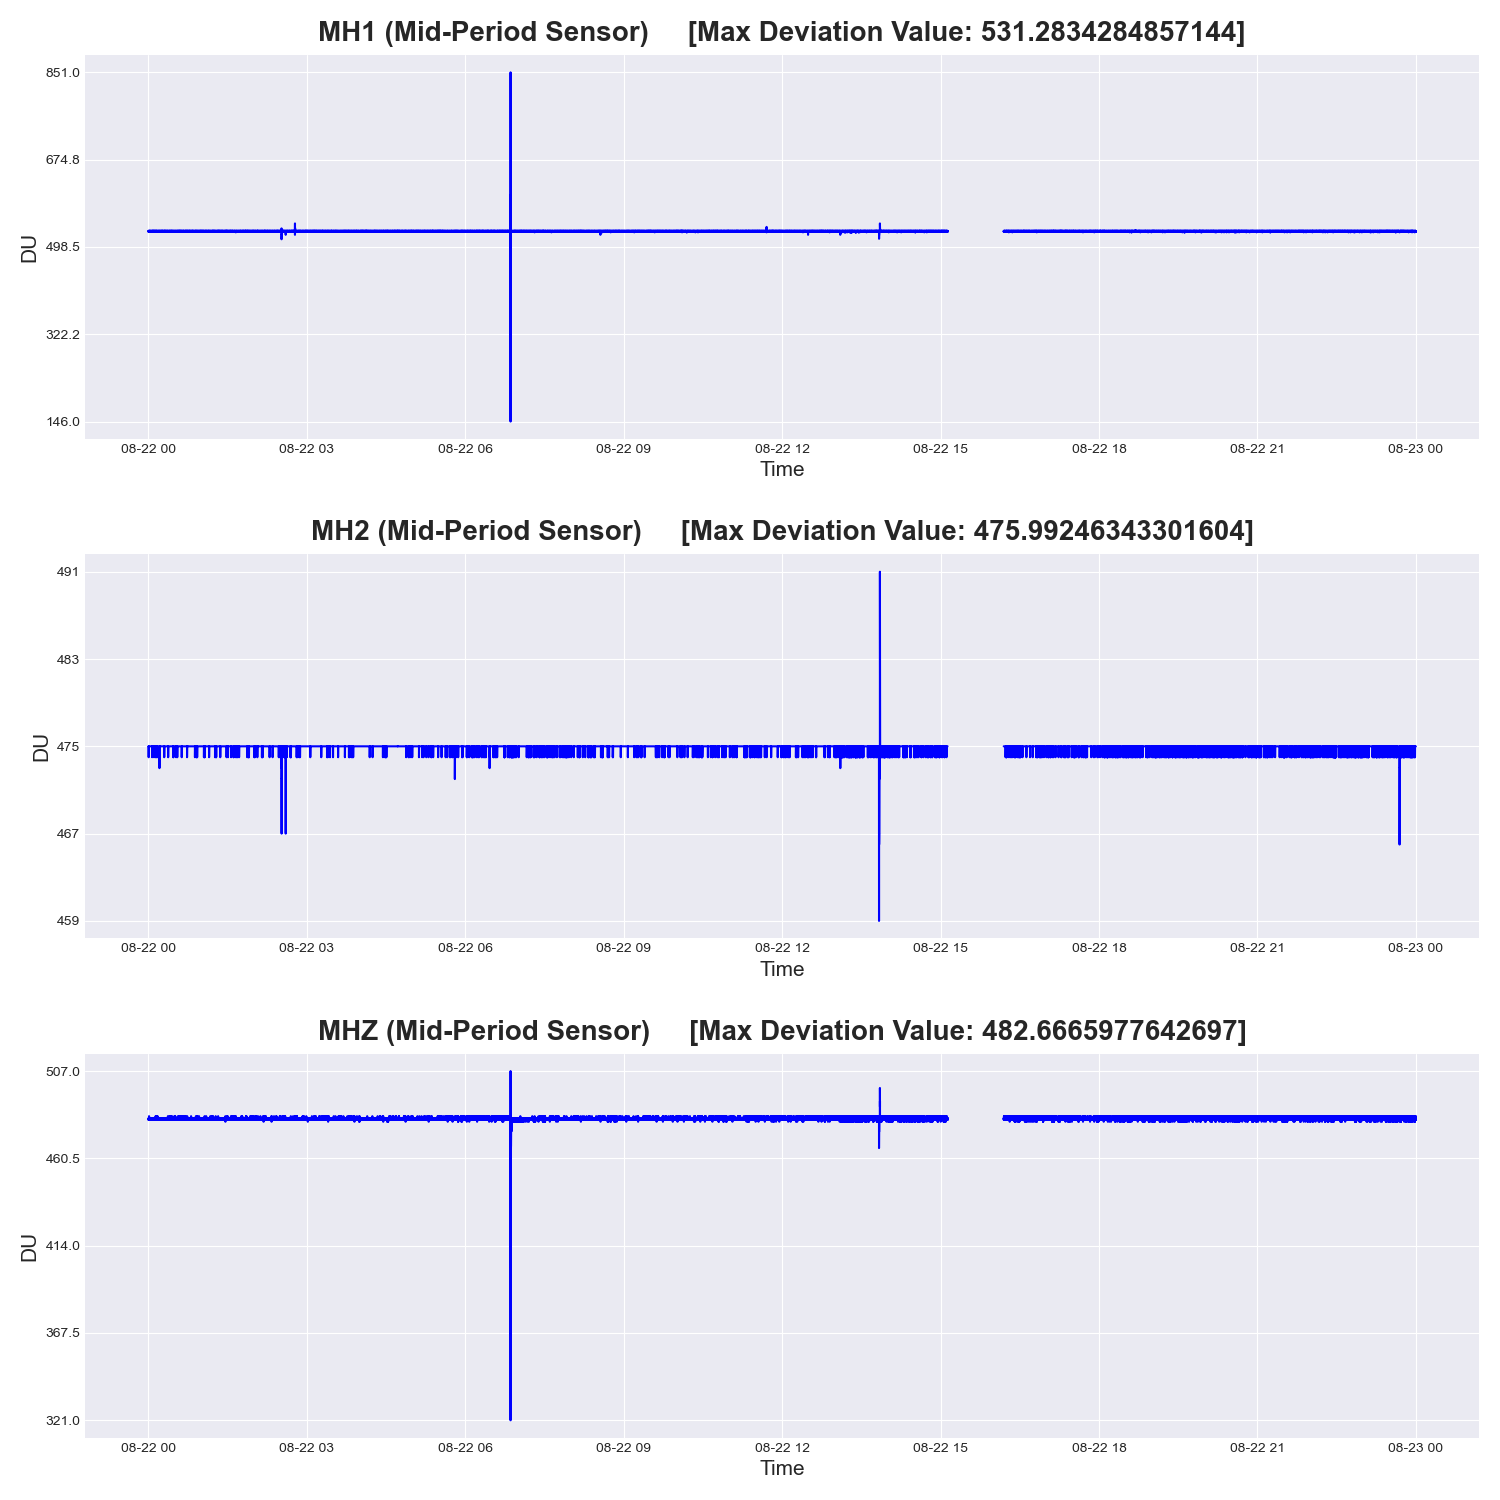 MH1 (Mid-Period Sensor) [Max Deviation Value: 531.2834284857144]
851.0
674.8
498.5
322.2
146.0
DU
08-22 00 08-22 03 08-22 06 08-22 09 08-22 12 08-22 15 08-22 18 08-22 21 08-23 00
Time
MH2 (Mid-Period Sensor) [Max Deviation Value: 475.99246343301604]
491
483
475
467
459
DU
08-22 00 08-22 03 08-22 06 08-22 09 08-22 12 08-22 15 08-22 18 08-22 21 08-23 00
Time
MHZ (Mid-Period Sensor) [Max Deviation Value: 482.6665977642697]
507.0
460.5
414.0
367.5
321.0
DU
08-22 00 08-22 03 08-22 06 08-22 09 08-22 12 08-22 15 08-22 18 08-22 21 08-23 00
Time